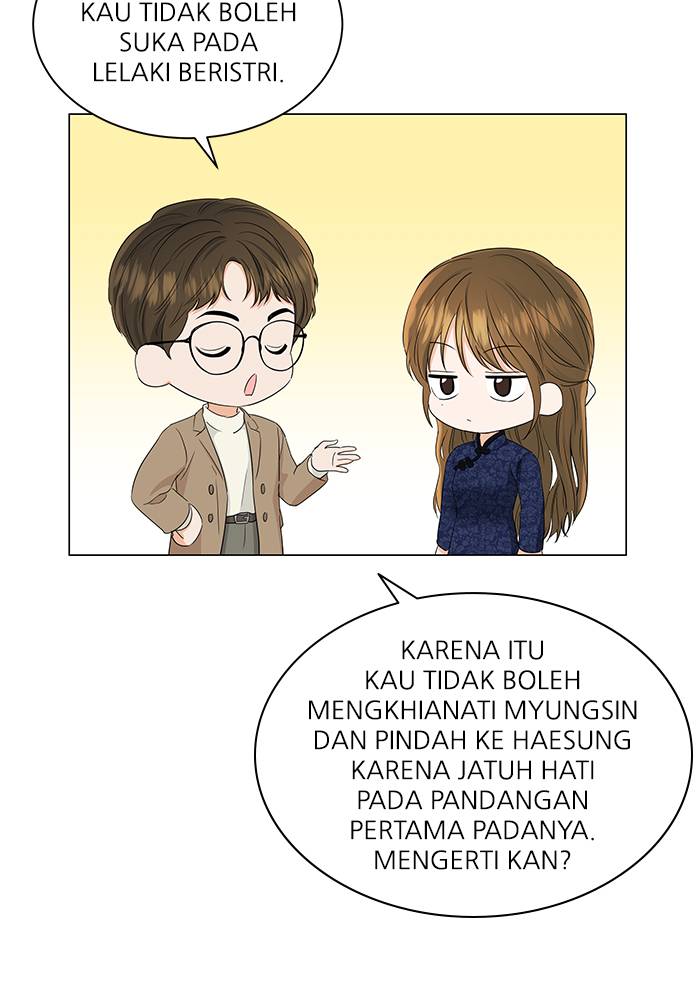 KAU TIDAK BOLEH
SUKA PADA
LELAKI BERISTRI.
KARENA ITU
KAU TIDAK BOLEH
MENGKHIANATI MYUNGSIN
DAN PINDAH KE HAESUNG
KARENA JATUH HATI
PADA PANDANGAN
PERTAMA PADANYA.
MENGERTI KAN?